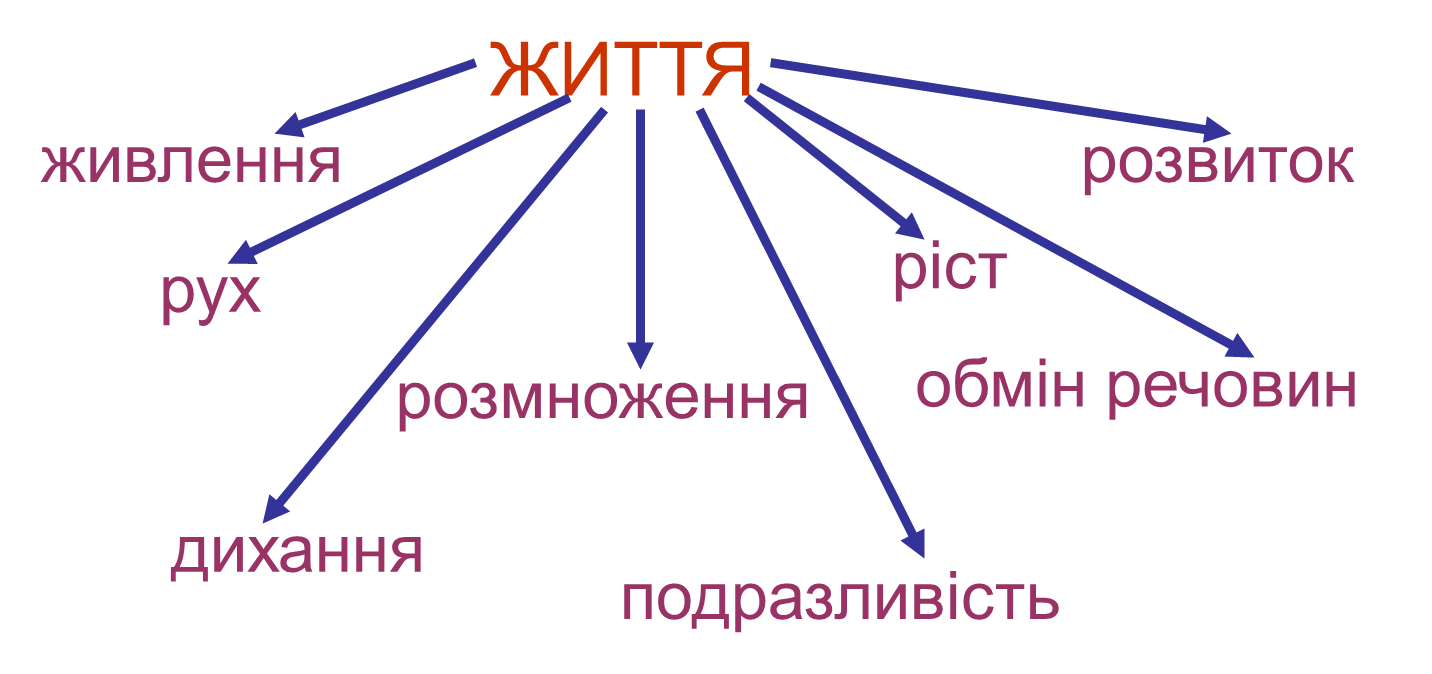 ЖИТТЯ
живлення
розвиток
рух
ріст
розмноження
обмін речовин
дихання
подразливість